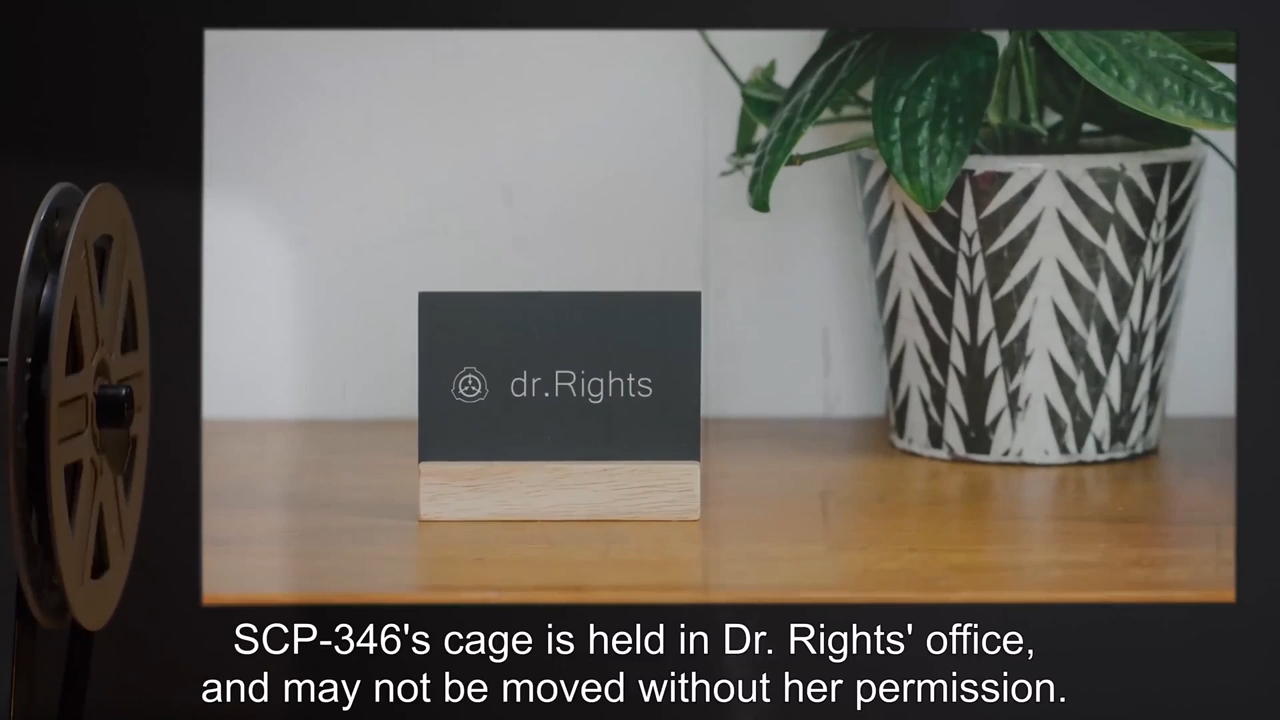 dr.Rights
SCP-346's cage is held in Dr. Rights' office,
and may not be moved without her permission.